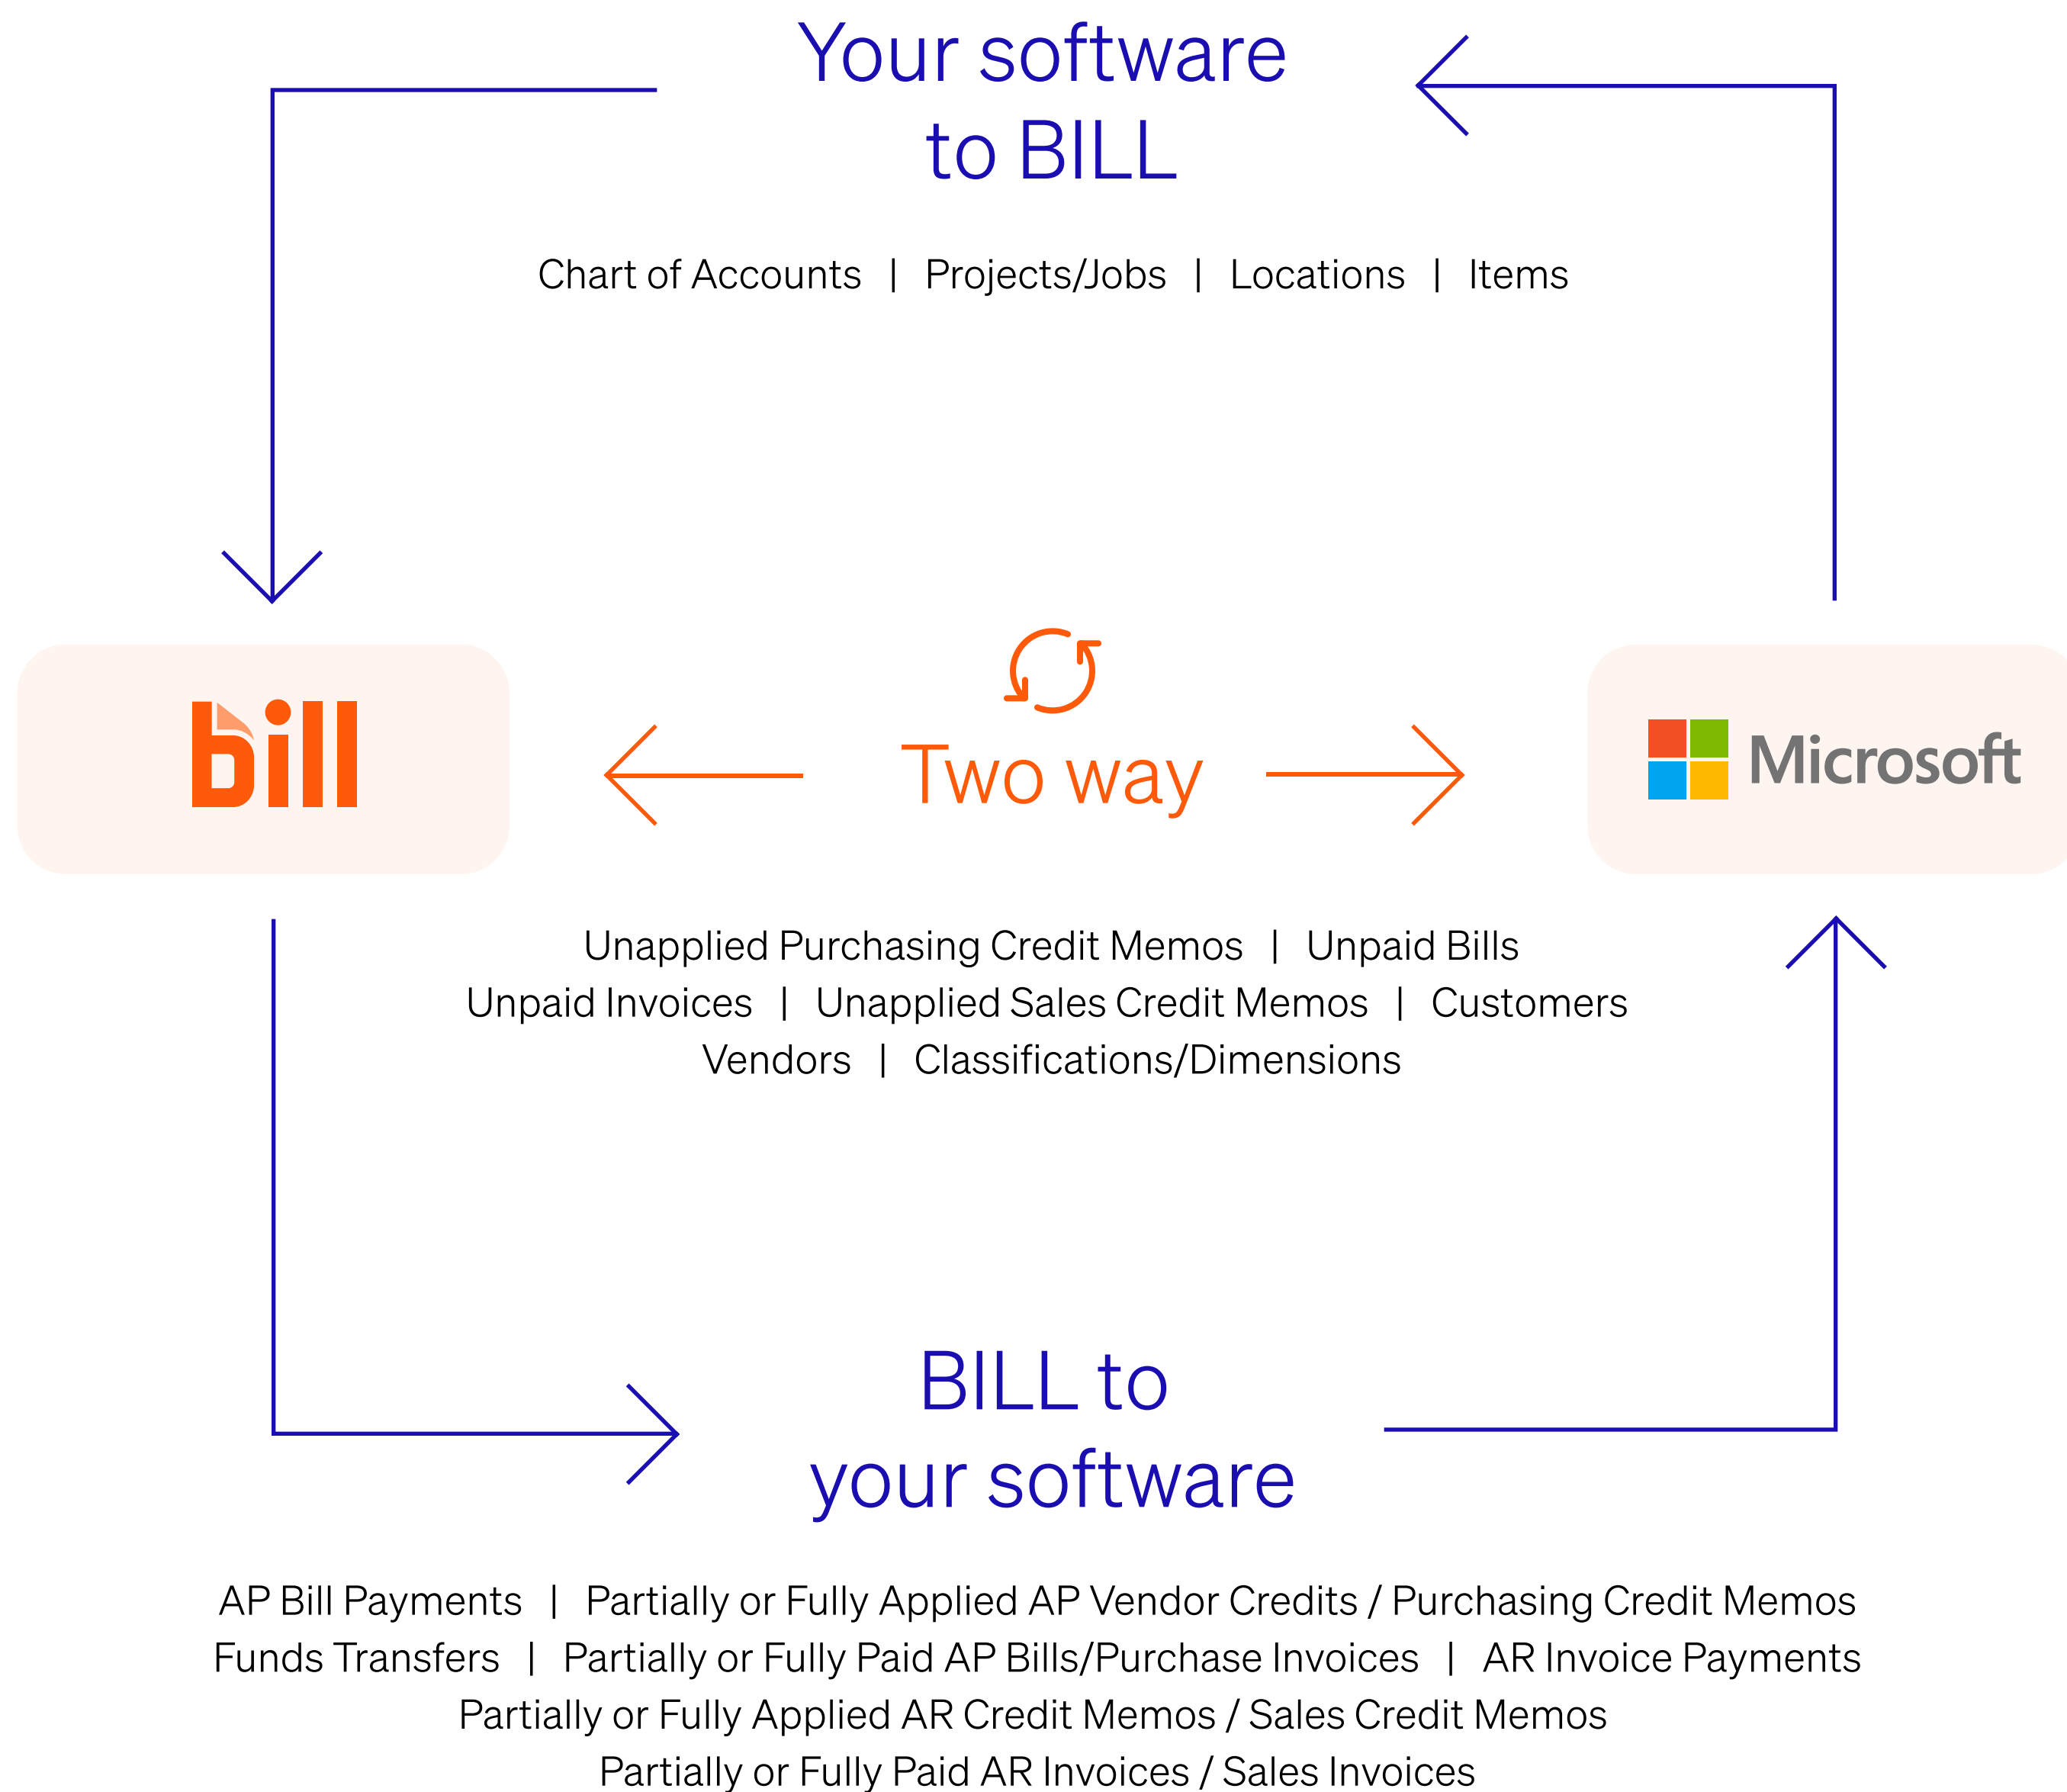 Your software
to BILL
Chart of Accounts | Projects/Jobs | Locations | Items
bill
Two way
Microsoft
Unapplied Purchasing Credit Memos | Unpaid Bills
Unpaid Invoices | Unapplied Sales Credit Memos | Customers
Vendors | Classifications/Dimensions
BILL to
your software
AP Bill Payments | Partially or Fully Applied AP Vendor Credits / Purchasing Credit Memos
Funds Transfers | Partially or Fully Paid AP Bills/Purchase Invoices | AR Invoice Payments
Partially or Fully Applied AR Credit Memos / Sales Credit Memos
Partially or Fully Paid AR Invoices / Sales Invoices